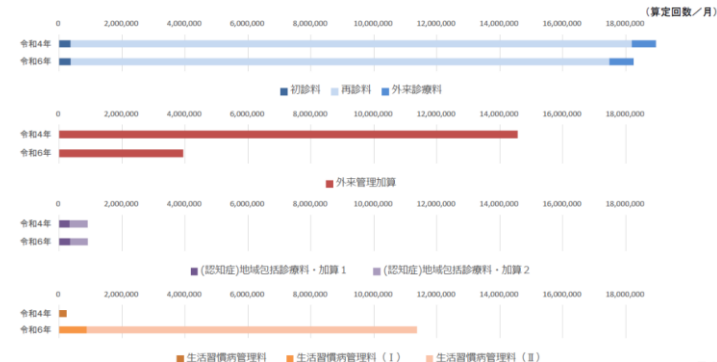 (算定回数/月)
0 2,000,000 4,000,000 6,000,000 8,000,000 10,000,000 12,000,000 14,000,000 16,000,000 18,000,000
令和4年
令和6年
初診料 再診料 外来診療料
0 2,000,000 4,000,000 6,000,000 8,000,000 10,000,000 12,000,000 14,000,000 16,000,000 18,000,000
令和4年
令和6年
外来管理加算
0 2,000,000 4,000,000 6,000,000 8,000,000 10,000,000 12,000,000 14,000,000 16,000,000 18,000,000
令和4年
令和6年
(認知症)地域包括診療料・加算1 (認知症)地域包括診療料・加算2
0 2,000,000 4,000,000 6,000,000 8,000,000 10,000,000 12,000,000 14,000,000 16,000,000 18,000,000
令和4年
令和6年
生活習慣病管理料 生活習慣病管理料(Ⅰ) 生活習慣病管理料(Ⅱ)